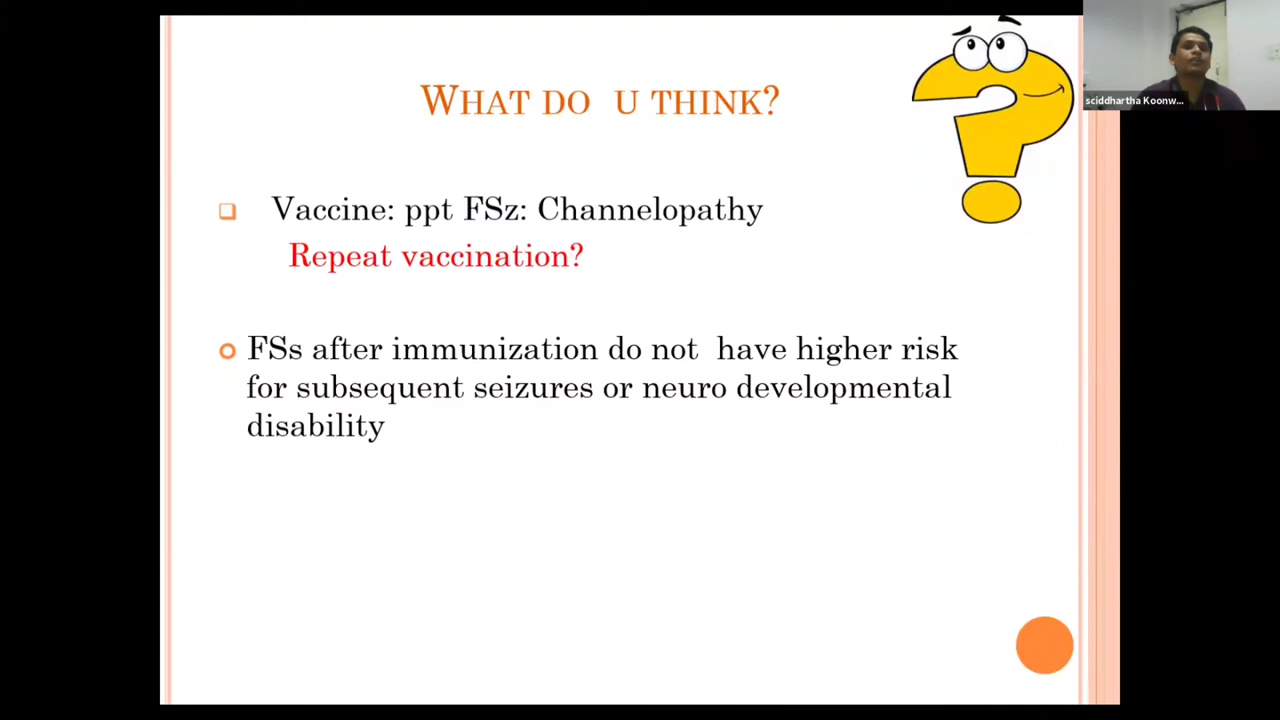 WHAT DO U THINK?
sciddhartha Koonw...
Vaccine: ppt FSz: Channelopathy
Repeat vaccination?
FSs after immunization do not have higher risk
for subsequent seizures or neuro developmental
disability